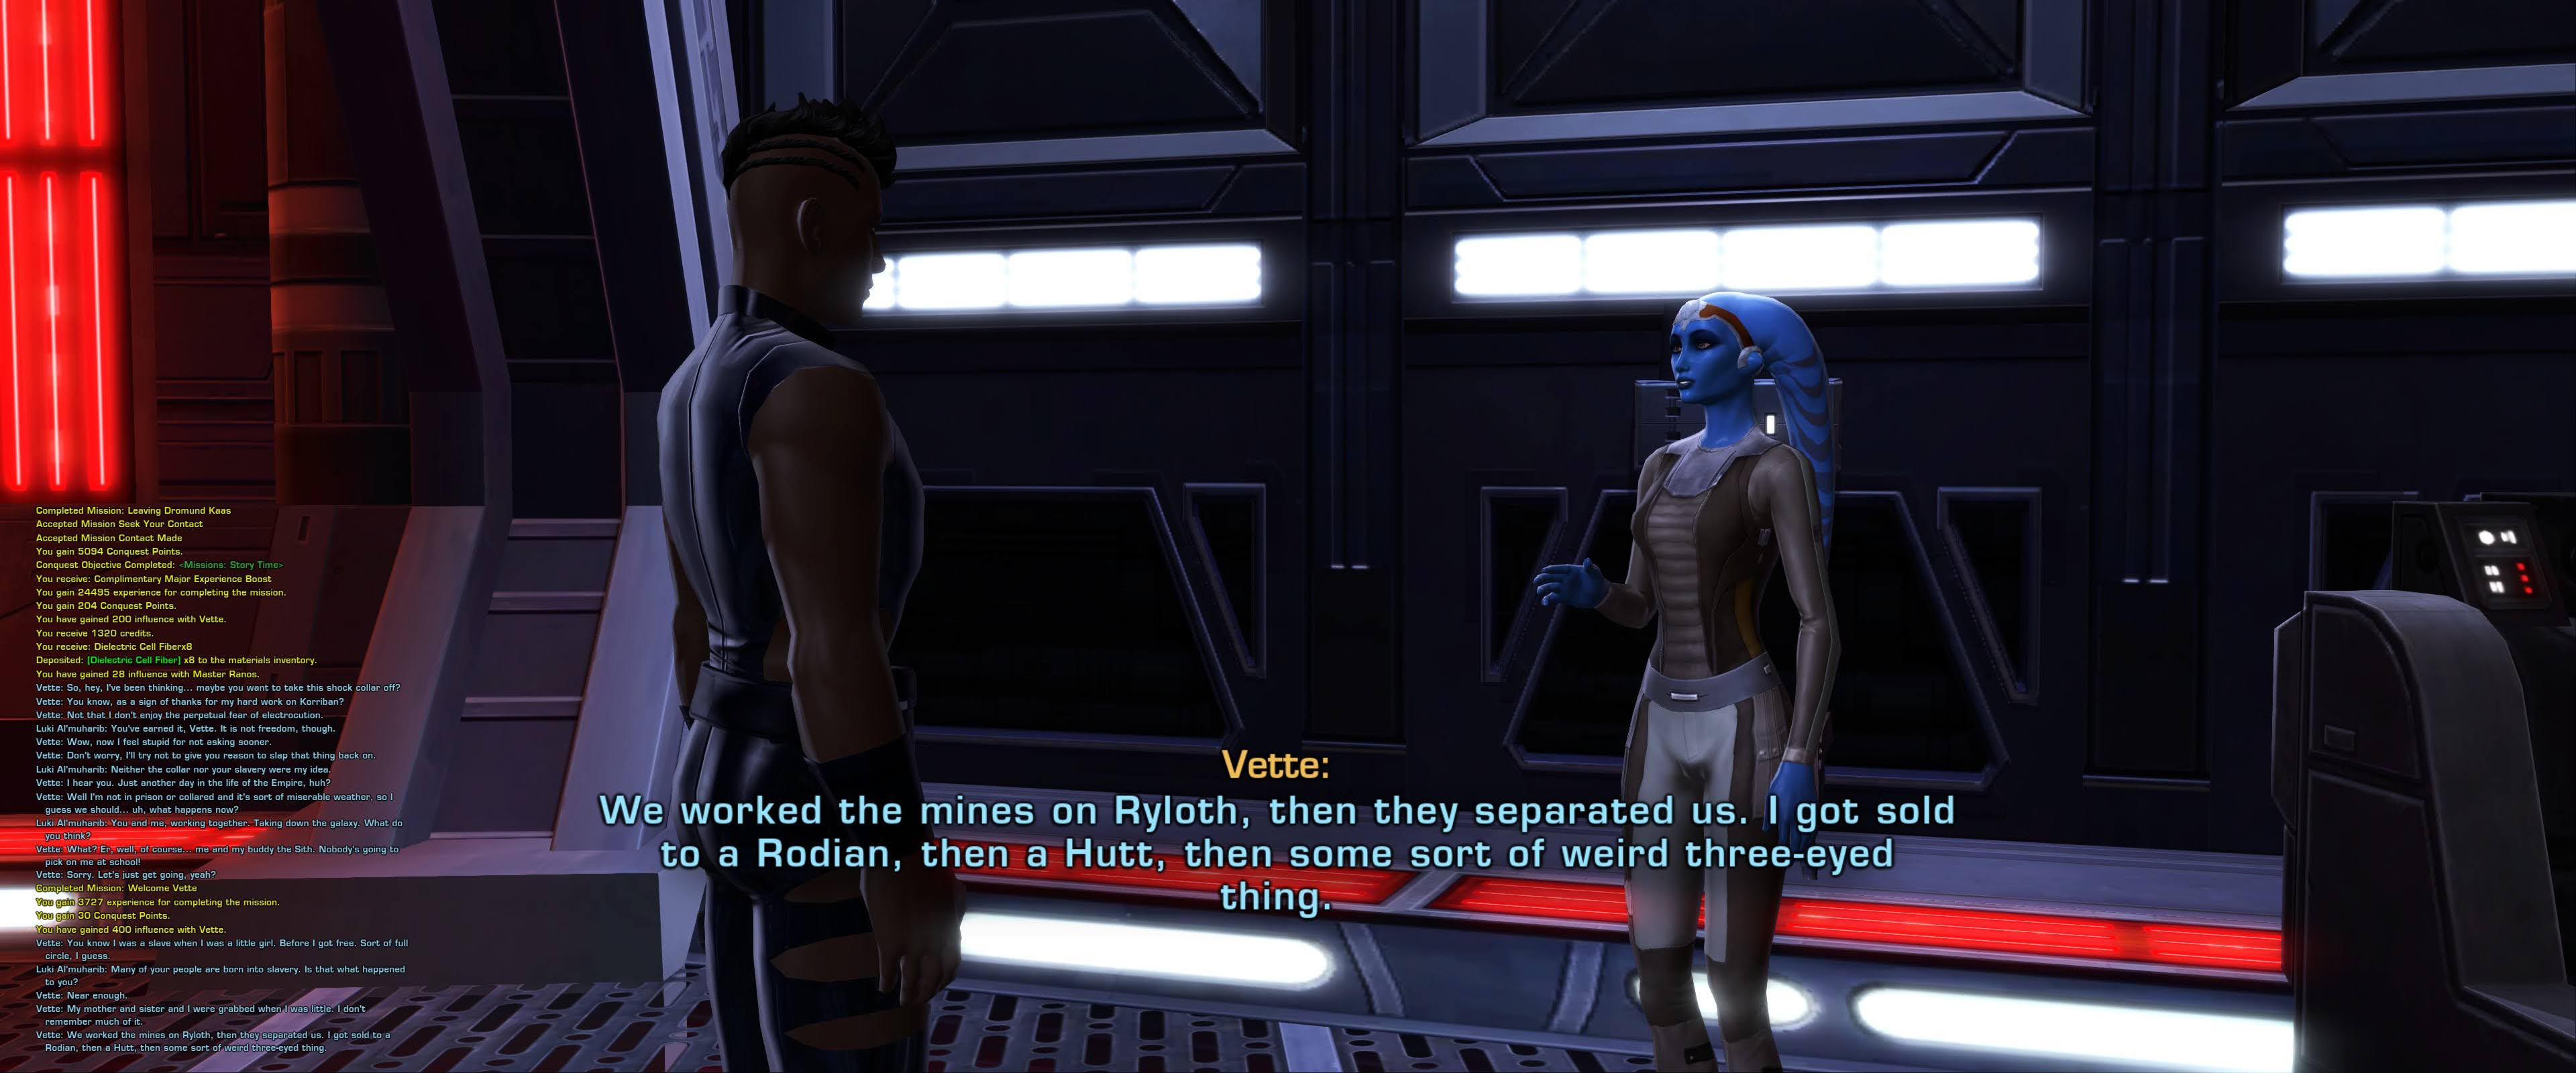 Completed Mission: Leaving Dromund Kaas
Accepted Mission Seek Your Contact
Accepted Mission Contact Made
You gain 5094 Conquest Points.
Conquest Objective Completed: <Missions: Story Time>
You receive: Complimentary Major Experience Boost
You gain 24495 experience for completing the mission.
You gain 204 Conquest Points.
You have gained 200 influence with Vette.
You receive 1320 credits.
You receive: Dielectric Cell Fiberx8
Deposited: [Dielectric Cell Fiber] x8 to the materials inventory.
You have gained 28 influence with Master Ranos.
Vette: So, hey, I've been thinking... maybe you want to take this shock collar off?
Vette: You know, as a sign of thanks for my hard work on Korriban?
Vette: Not that I don't enjoy the perpetual fear of electrocution.
Luki Al'muharib: You've earned it, Vette. It is not freedom, though.
Vette: Wow, now I feel stupid for not asking sooner.
Vette: Don't worry, I'll try not to give you reason to slap that thing back on.
Luki Al'muharib: Neither the collar nor your slavery were my idea.
Vette: I hear you. Just another day in the life of the Empire, huh?
Vette: Well I'm not in prison or collared and it's sort of miserable weather, so I
guess we should... uh, what happens now?
Luki Al'muharib: You and me, working together. Taking down the galaxy. What do
you think?
Vette: What? Er, well, of course... me and my buddy the Sith. Nobody's going to
pick on me at school!
Vette: Sorry. Let's just get going, yeah?
Completed Mission: Welcome Vette
You gain 3727 experience for completing the mission.
You gain 30 Conquest Points.
You have gained 400 influence with Vette.
Vette: You know I was a slave when I was a little girl. Before I got free. Sort of full
circle, I guess.
Luki Al'muharib: Many of your people are born into slavery. Is that what happened
to you?
Vette: Near enough.
Vette: My mother and sister and I were grabbed when I was little. I don't
remember much of it.
Vette: We worked the mines on Ryloth, then they separated us. I got sold to a
Rodian, then a Hutt, then some sort of weird three-eyed thing.
Vette:
We worked the mines on Ryloth, then they separated us. I got sold
to a Rodian, then a Hutt, then some sort of weird three-eyed
thing.